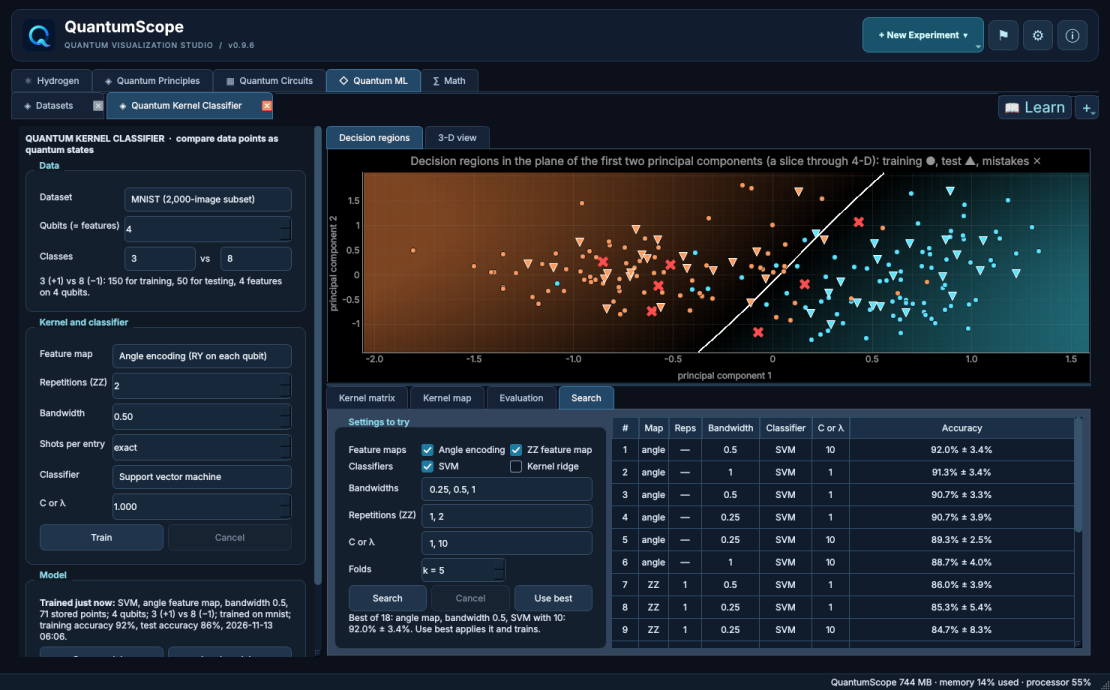 QuantumScope
QUANTUM VISUALIZATION STUDIO / v0.9.6
+ New Experiment ▾
Hydrogen
Quantum Principles
Quantum Circuits
Quantum ML
∑ Math
Datasets
Quantum Kernel Classifier
Learn
+
QUANTUM KERNEL CLASSIFIER · compare data points as
quantum states
Data
Dataset
MNIST (2,000-image subset)
Qubits (= features)
4
Classes
3 vs 8
3 (+1) vs 8 (−1): 150 for training, 50 for testing, 4 features
on 4 qubits.
Kernel and classifier
Feature map
Angle encoding (RY on each qubit)
Repetitions (ZZ)
2
Bandwidth
0.50
Shots per entry
exact
Classifier
Support vector machine
C or λ
1.000
Train
Cancel
Model
Trained just now: SVM, angle feature map, bandwidth 0.5,
71 stored points; 4 qubits; 3 (+1) vs 8 (−1); trained on mnist;
training accuracy 92%, test accuracy 86%, 2026-11-13
06:06.
Decision regions
3-D view
Decision regions in the plane of the first two principal components (a slice through 4-D): training ●, test ▲, mistakes ×
principal component 2
1.5
1
0.5
0
-0.5
-1
-2.0 -1.5 -1.0 -0.5 0 0.5 1.0 1.5
principal component 1
Kernel matrix
Kernel map
Evaluation
Search
Settings to try
Feature maps
Angle encoding
ZZ feature map
Classifiers
SVM
Kernel ridge
Bandwidths
0.25, 0.5, 1
Repetitions (ZZ)
1, 2
C or λ
1, 10
Folds
k = 5
Search
Cancel
Use best
Best of 18: angle map, bandwidth 0.5, SVM with 10:
92.0% ± 3.4%. Use best applies it and trains.
# Map Reps Bandwidth Classifier C or λ Accuracy
1 angle — 0.5 SVM 10 92.0% ± 3.4%
2 angle — 1 SVM 1 91.3% ± 3.4%
3 angle — 0.5 SVM 1 90.7% ± 3.3%
4 angle — 0.25 SVM 1 90.7% ± 3.9%
5 angle — 0.25 SVM 10 89.3% ± 2.5%
6 angle — 1 SVM 10 88.7% ± 4.0%
7 ZZ 1 0.5 SVM 1 86.0% ± 3.9%
8 ZZ 1 0.25 SVM 10 85.3% ± 5.4%
9 ZZ 1 0.25 SVM 1 84.7% ± 8.3%
QuantumScope 744 MB · memory 14% used · processor 55%